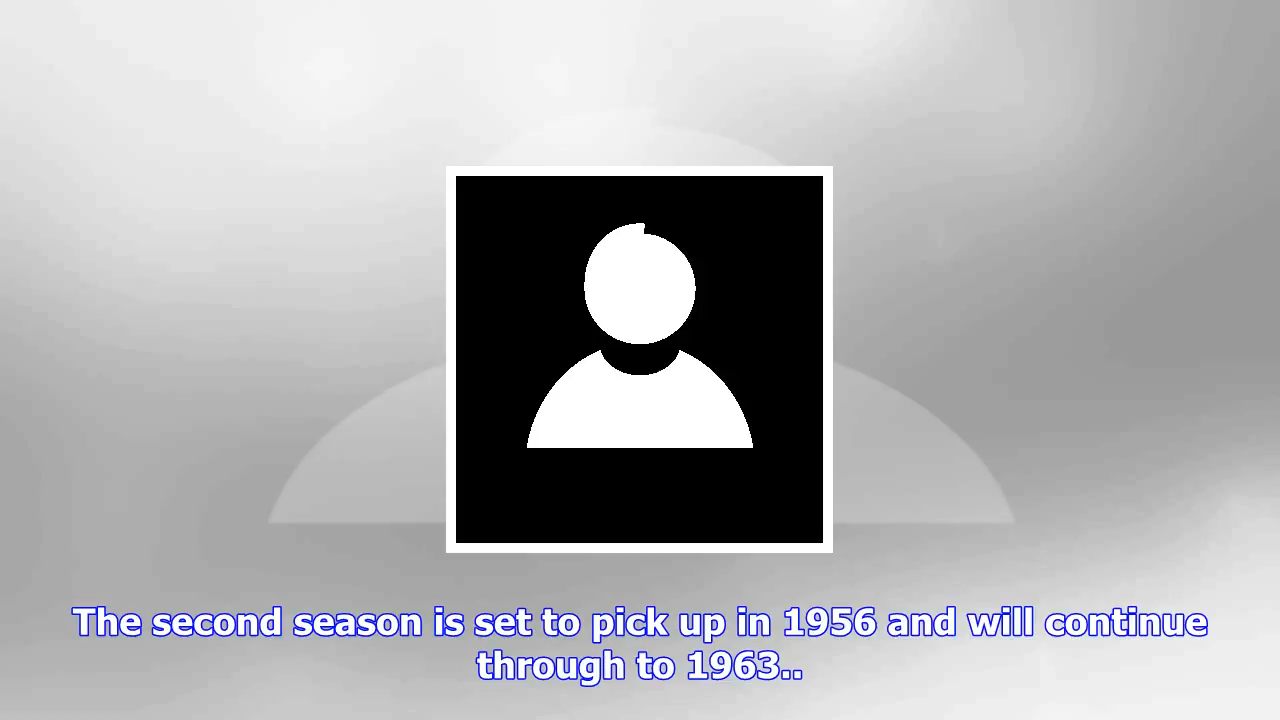 The second season is set to pick up in 1956 and will continue
through to 1963..